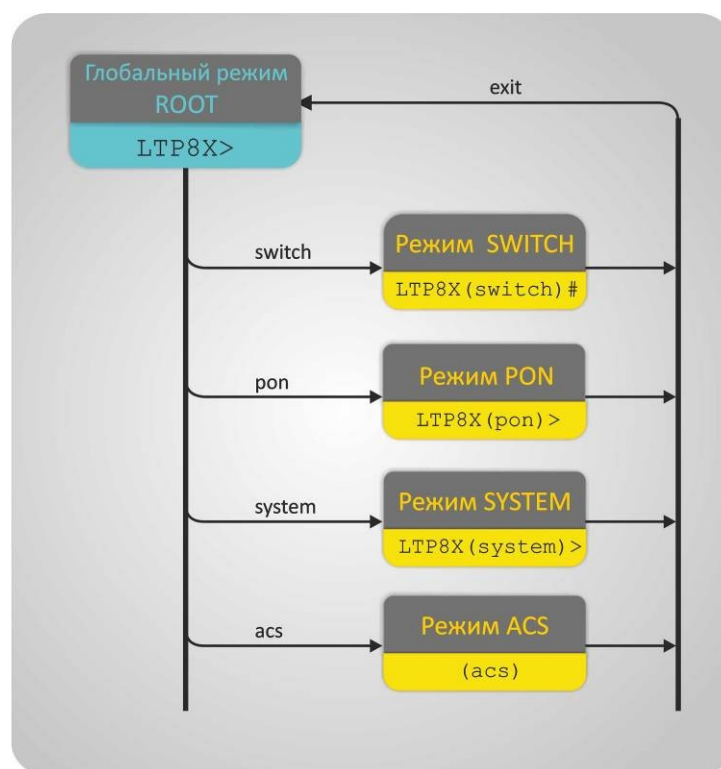 Глобальный режим
ROOT
LTP8X>
exit
switch
Режим SWITCH
LTP8X(switch)#
pon
Режим PON
LTP8X(pon)>
system
Режим SYSTEM
LTP8X(system)>
acs
Режим ACS
(acs)